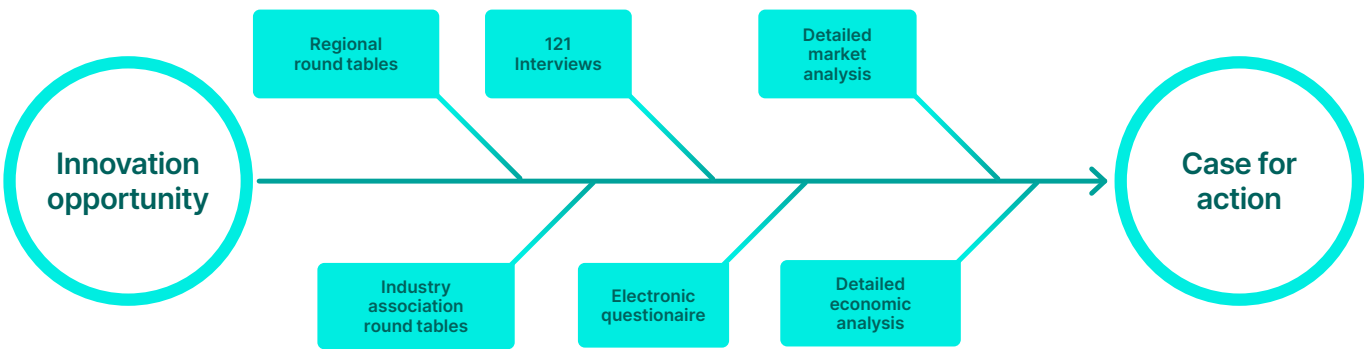 Regional
round tables
121
Interviews
Detailed
market
analysis
Innovation
opportunity
Case for
action
Industry
association
round tables
Electronic
questionaire
Detailed
economic
analysis